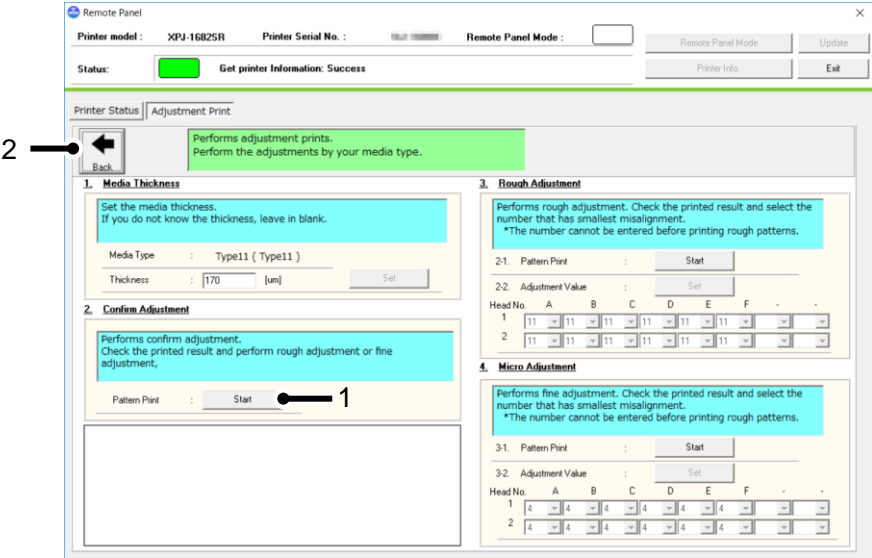 Remote Panel
Printer model : XPJ-1682SR Printer Serial No. : Remote Panel Mode :
Remote Panel Mode Update
Status: Get printer Information: Success
Printer Info. Exit
Printer Status Adjustment Print
2
Back
Performs adjustment prints.
Perform the adjustments by your media type.
1. Media Thickness
Set the media thickness.
If you do not know the thickness, leave in blank.
Media Type : Type11 ( Type11 )
Thickness : 170 [um] Set
2. Confirm Adjustment
Performs confirm adjustment.
Check the printed result and perform rough adjustment or fine
adjustment,
Pattern Print : Start
1
3. Rough Adjustment
Performs rough adjustment. Check the printed result and select the
number that has smallest misalignment.
*The number cannot be entered before printing rough patterns.
2-1. Pattern Print : Start
2-2. Adjustment Value : Set
Head No. A B C D E F - -
1 11 11 11 11 11 11
2 11 11 11 11 11 11
4. Micro Adjustment
Performs fine adjustment. Check the printed result and select the
number that has smallest misalignment.
*The number cannot be entered before printing rough patterns.
3-1. Pattern Print : Start
3-2. Adjustment Value : Set
Head No. A B C D E F - -
1 4 4 4 4 4 4
2 4 4 4 4 4 4